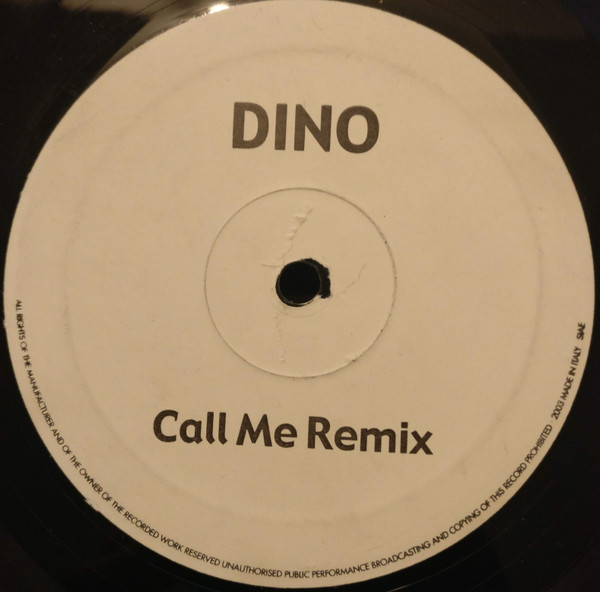 DINO
Call Me Remix
ALL RIGHTS OF THE MANUFACTURER AND OF THE OWNER OF THE RECORDED WORK RESERVED UNAUTHORISED PUBLIC PERFORMANCE BROADCASTING AND COPYING OF THIS RECORD PROHIBITED 2003 MADE IN ITALY SIAE